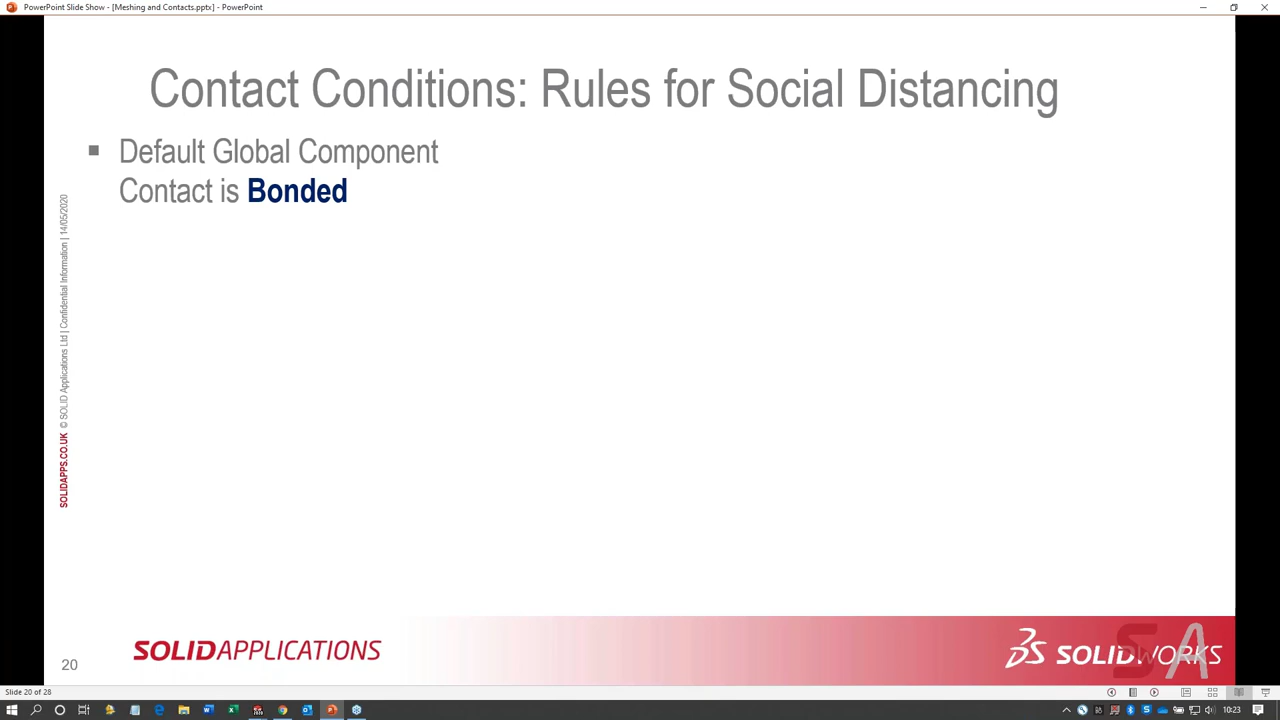 PowerPoint Slide Show - [Meshing and Contacts.pptx] - PowerPoint
Contact Conditions: Rules for Social Distancing
Default Global Component
Contact is Bonded
SOLIDAPPS.CO.UK © SOLID Applications Ltd | Confidential Information | 14/05/2020
SOLIDAPPLICATIONS
SOLIDWORKS
SA
20
Slide 20 of 28
10:23